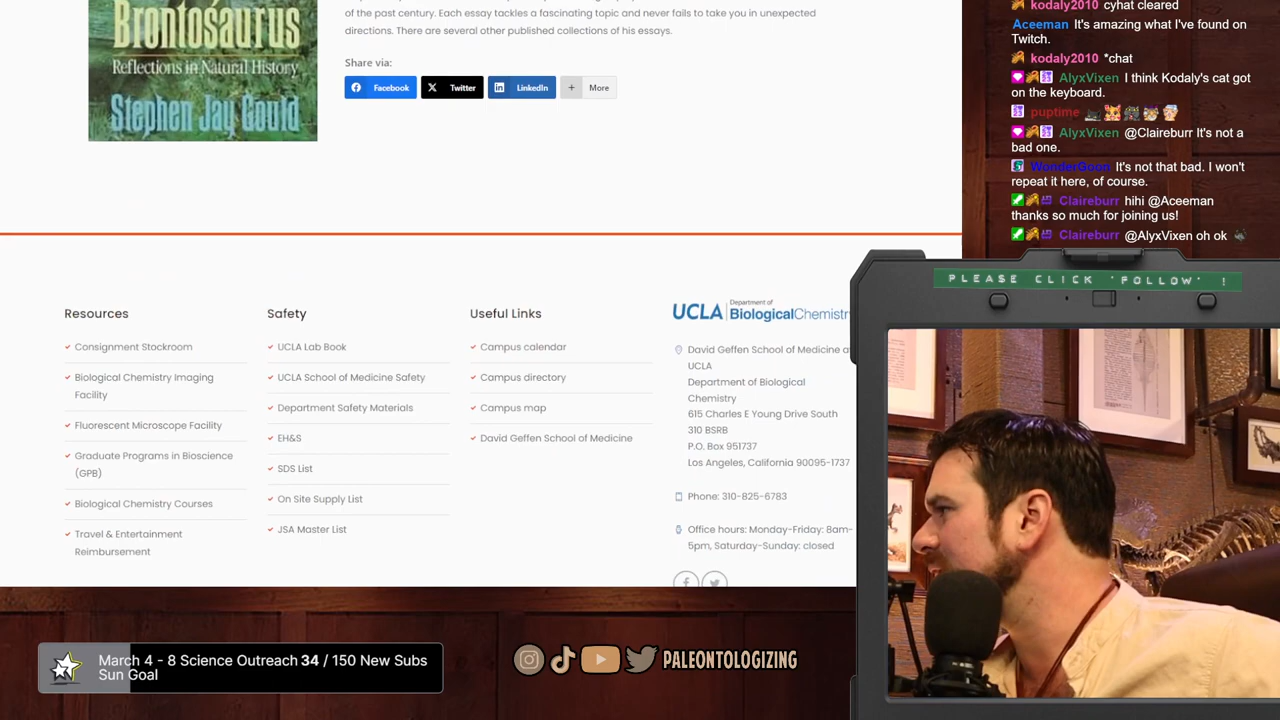 Brontosaurus
Reflections in Natural History
Stephen Jay Gould
of the past century. Each essay tackles a fascinating topic and never fails to take you in unexpected
directions. There are several other published collections of his essays.
Share via:
Facebook
Twitter
LinkedIn
More
Resources
Consignment Stockroom
Biological Chemistry Imaging
Facility
Fluorescent Microscope Facility
Graduate Programs in Bioscience
(GPB)
Biological Chemistry Courses
Travel & Entertainment
Reimbursement
Safety
UCLA Lab Book
UCLA School of Medicine Safety
Department Safety Materials
EH&S
SDS List
On Site Supply List
JSA Master List
Useful Links
Campus calendar
Campus directory
Campus map
David Geffen School of Medicine
UCLA Department of
Biological Chemistr
David Geffen School of Medicine a
UCLA
Department of Biological
Chemistry
615 Charles E Young Drive South
310 BSRB
P.O. Box 951737
Los Angeles, California 90095-1737
Phone: 310-825-6783
Office hours: Monday-Friday: 8am-
5pm, Saturday-Sunday: closed
kodaly2010 cyhat cleared
Aceeman It's amazing what I've found on
Twitch.
kodaly2010 *chat
AlyxVixen I think Kodaly's cat got
on the keyboard.
puptime
AlyxVixen @Claireburr It's not a
bad one.
WonderGoon It's not that bad. I won't
repeat it here, of course.
Claireburr hihi @Aceeman
thanks so much for joining us!
Claireburr @AlyxVixen oh ok
PLEASE CLICK 'FOLLOW' !
March 4 - 8 Science Outreach 34 / 150 New Subs
Sun Goal
PALEONTOLOGIZING